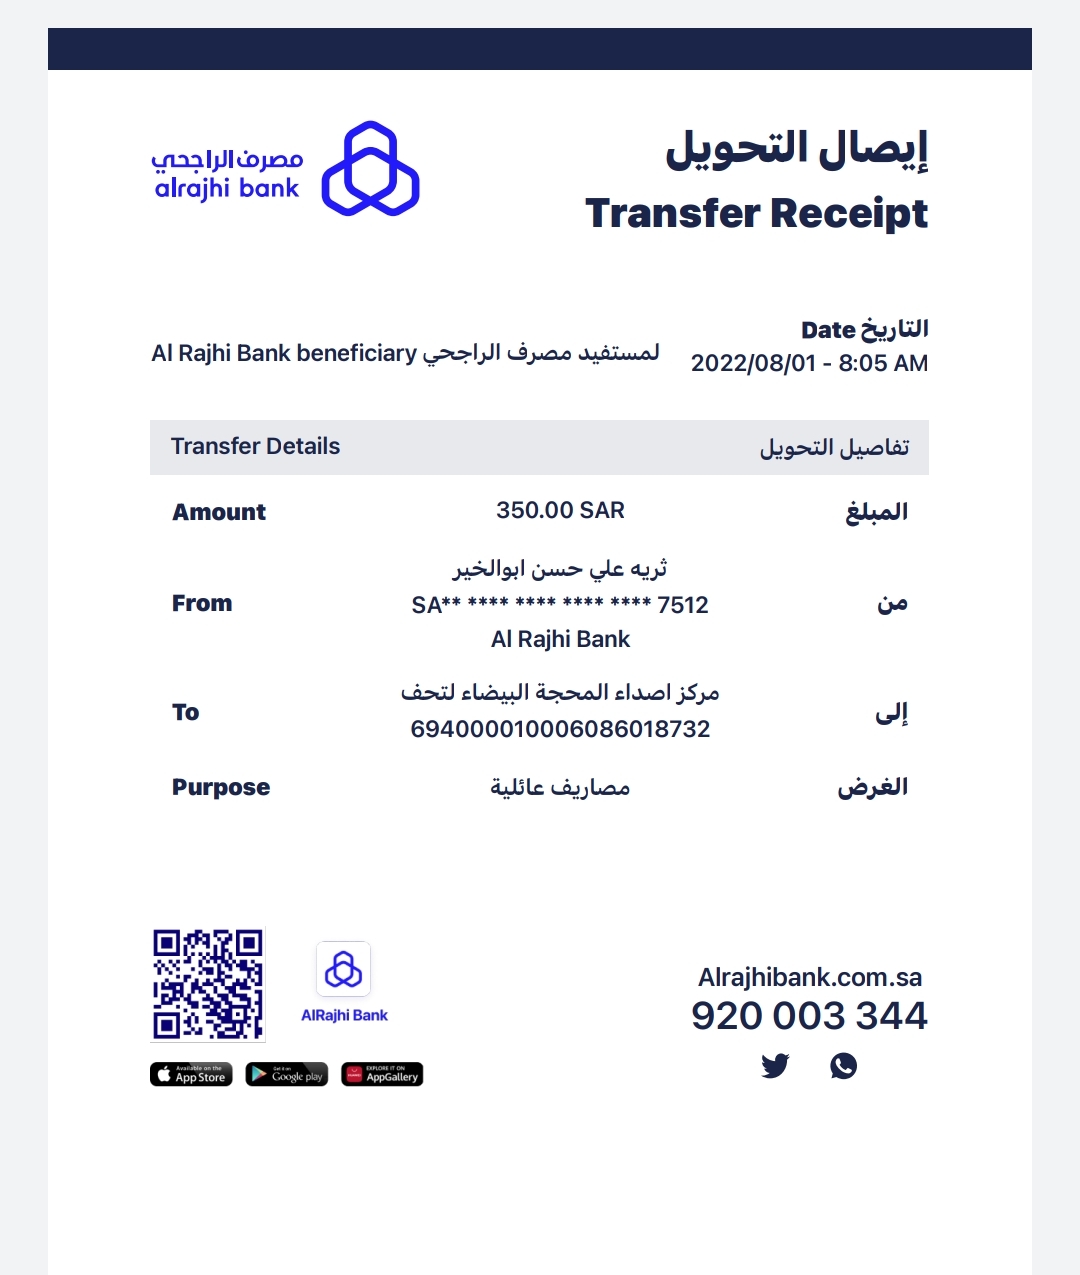 إيصال التحويل
Transfer Receipt
مصرف الراجحي
alrajhi bank
التاريخ Date
2022/08/01 - 8:05 AM
لمستفيد مصرف الراجحي Al Rajhi Bank beneficiary
Transfer Details تفاصيل التحويل
Amount 350.00 SAR المبلغ
ثريه علي حسن ابوالخير
From SA** **** **** **** **** 7512 من
Al Rajhi Bank
مركز اصداء المحجة البيضاء لتحف
To 694000010006086018732 إلى
Purpose مصاريف عائلية الغرض
AlRajhi Bank
Available on the
App Store
Get it on
Google play
EXPLORE IT ON
AppGallery
Alrajhibank.com.sa
920 003 344